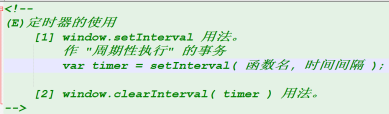 <!--
(E)定时器的使用
[1] window.setInterval 用法。
作 "周期性执行" 的事务
var timer = setInterval( 函数名, 时间间隔 );
[2] window.clearInterval( timer ) 用法。
-->